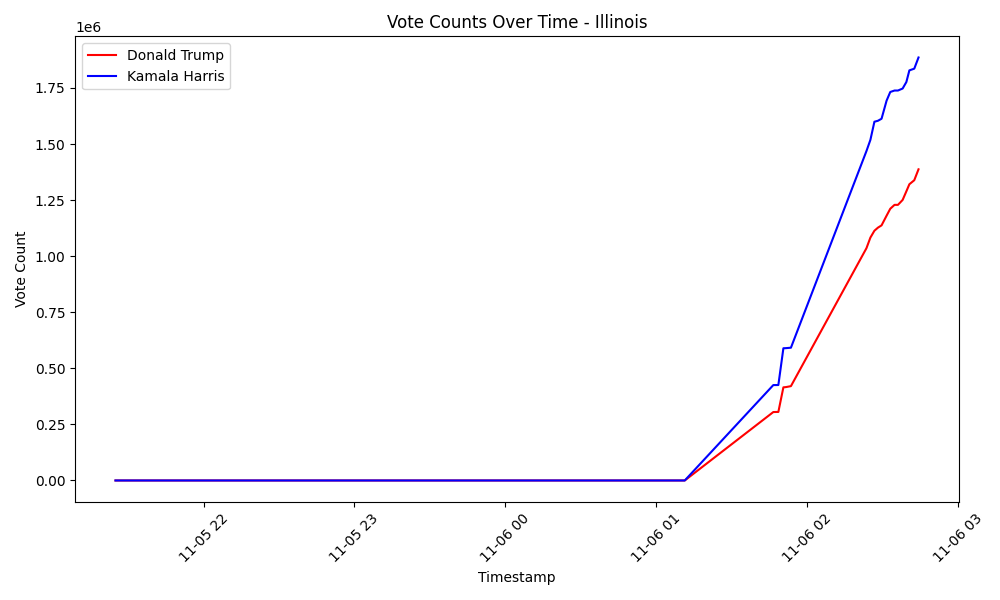 Vote Counts Over Time - Illinois
1e6
Donald Trump
Kamala Harris
1.75
1.50
1.25
1.00
0.75
0.50
0.25
0.00
Vote Count
11-05 22
11-05 23
11-06 00
11-06 01
11-06 02
11-06 03
Timestamp